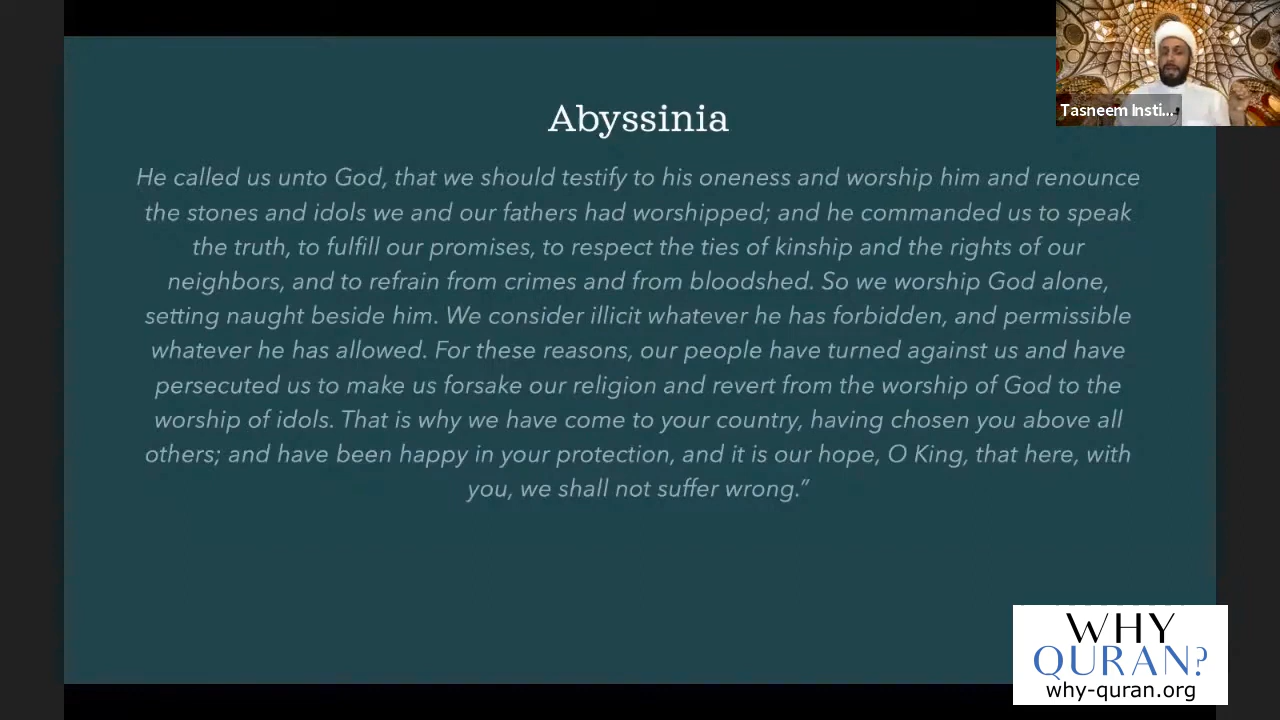 Abyssinia
He called us unto God, that we should testify to his oneness and worship him and renounce
the stones and idols we and our fathers had worshipped; and he commanded us to speak
the truth, to fulfill our promises, to respect the ties of kinship and the rights of our
neighbors, and to refrain from crimes and from bloodshed. So we worship God alone,
setting naught beside him. We consider illicit whatever he has forbidden, and permissible
whatever he has allowed. For these reasons, our people have turned against us and have
persecuted us to make us forsake our religion and revert from the worship of God to the
worship of idols. That is why we have come to your country, having chosen you above all
others; and have been happy in your protection, and it is our hope, O King, that here, with
you, we shall not suffer wrong.”
Tasneem Insti...
WHY
QURAN?
why-quran.org